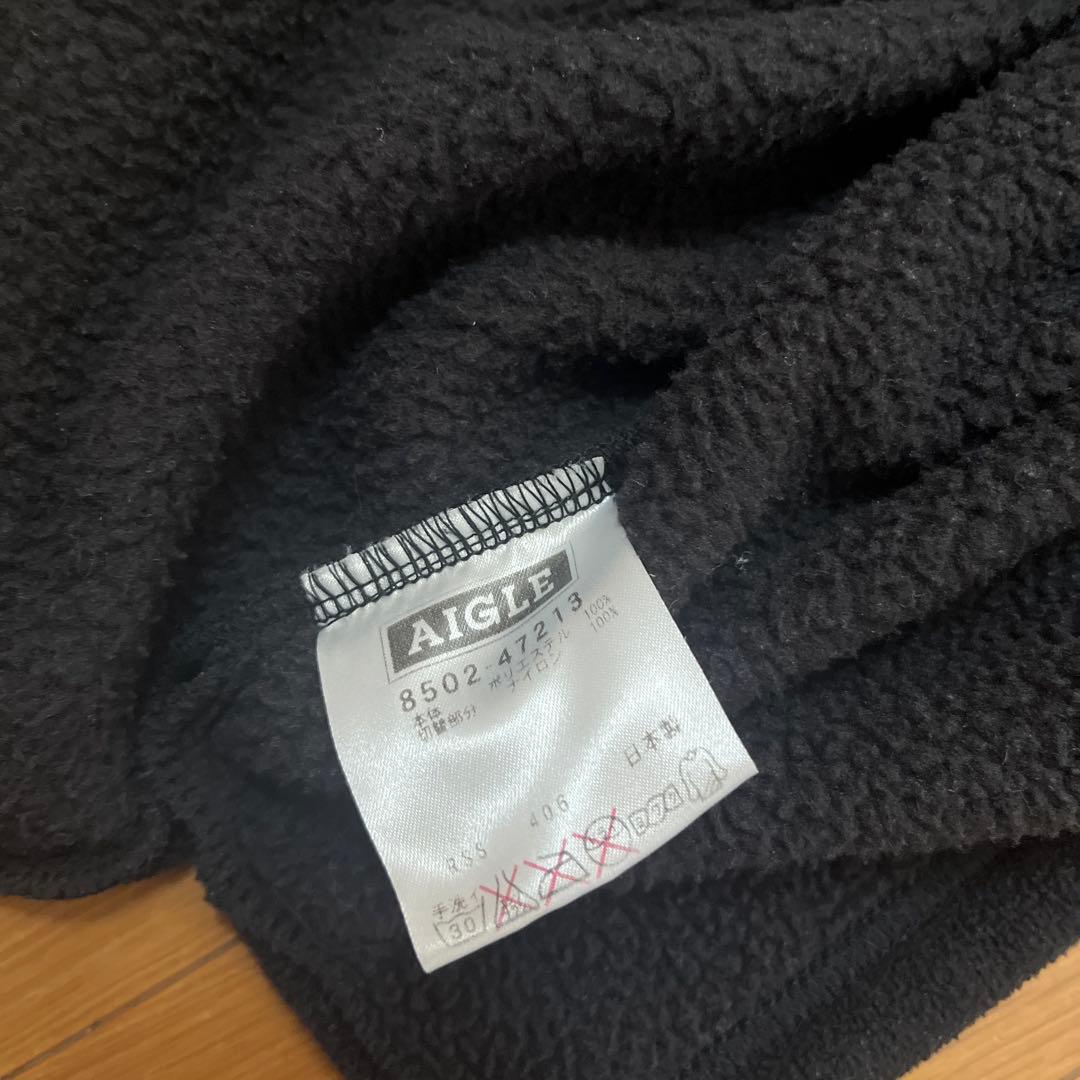 AIGLE
8502-47213
本体 ポリエステル 100%
切替部分 ナイロン 100%
日本製
RSS 406
手洗イ
30